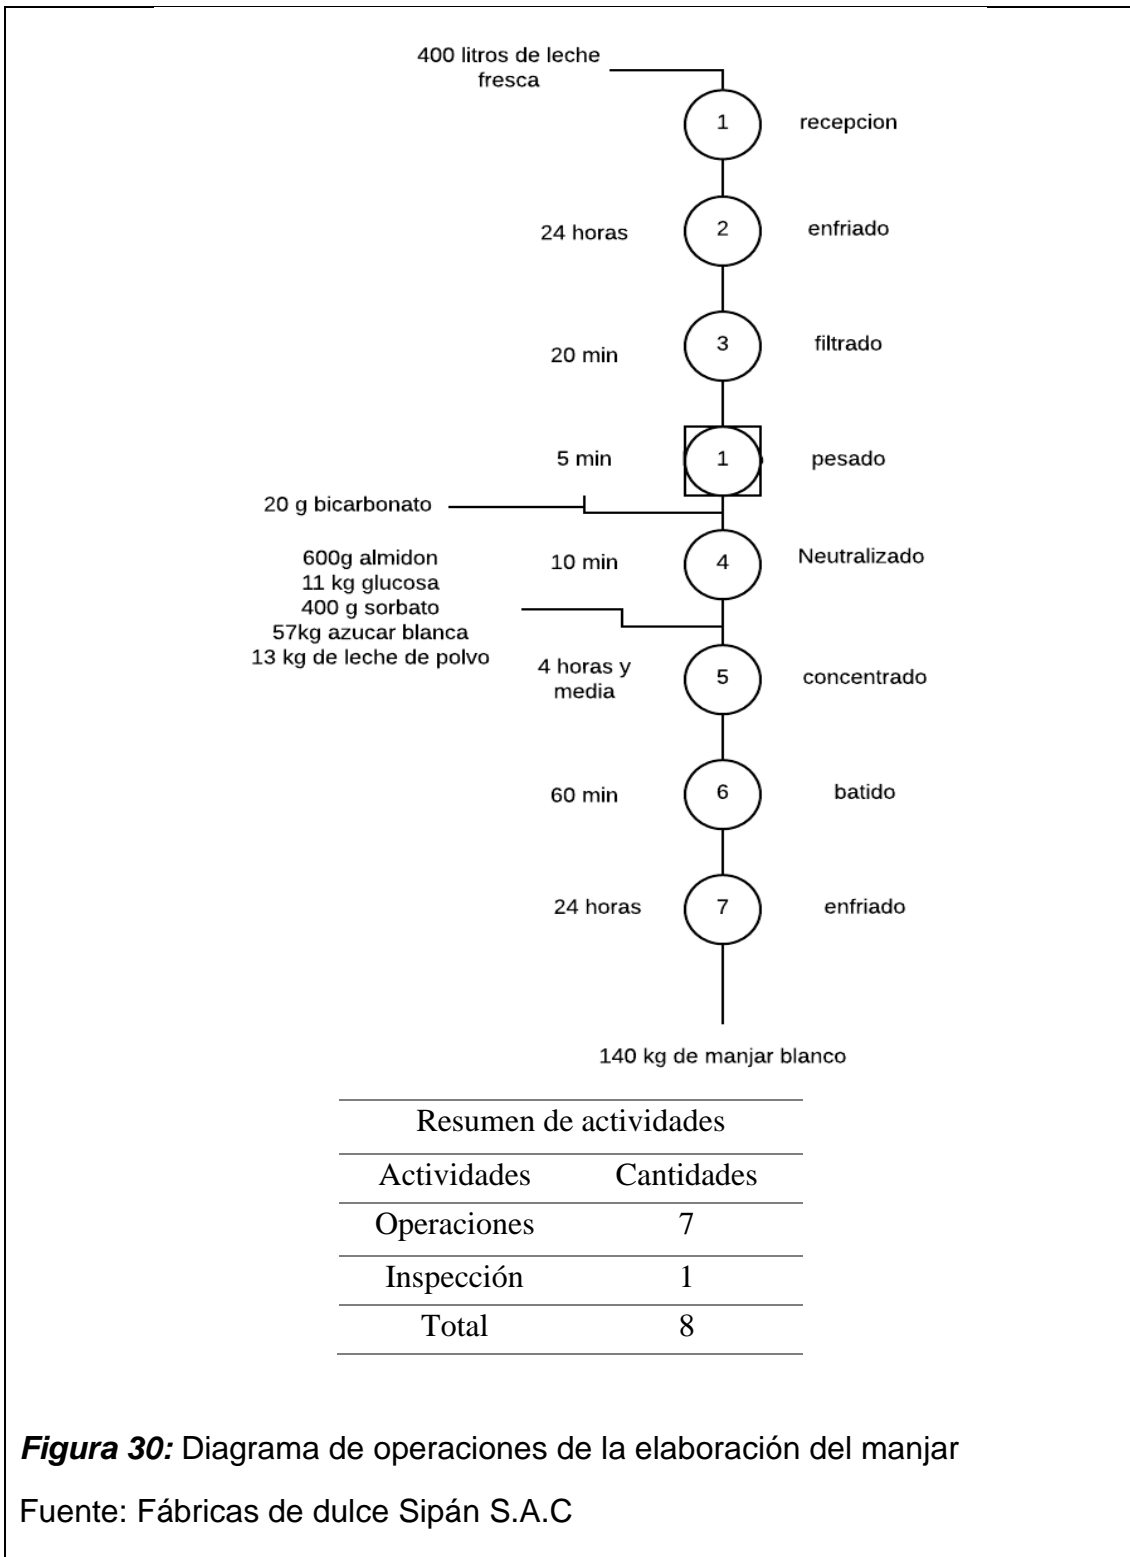 400 litros de leche
fresca
1
recepcion
24 horas
2
enfriado
20 min
3
filtrado
5 min
1
pesado
20 g bicarbonato
10 min
4
Neutralizado
600g almidon
11 kg glucosa
400 g sorbato
57kg azucar blanca
13 kg de leche de polvo
4 horas y
media
5
concentrado
60 min
6
batido
24 horas
7
enfriado
140 kg de manjar blanco
Resumen de actividades
Actividades Cantidades
Operaciones 7
Inspección 1
Total 8
Figura 30: Diagrama de operaciones de la elaboración del manjar
Fuente: Fábricas de dulce Sipán S.A.C